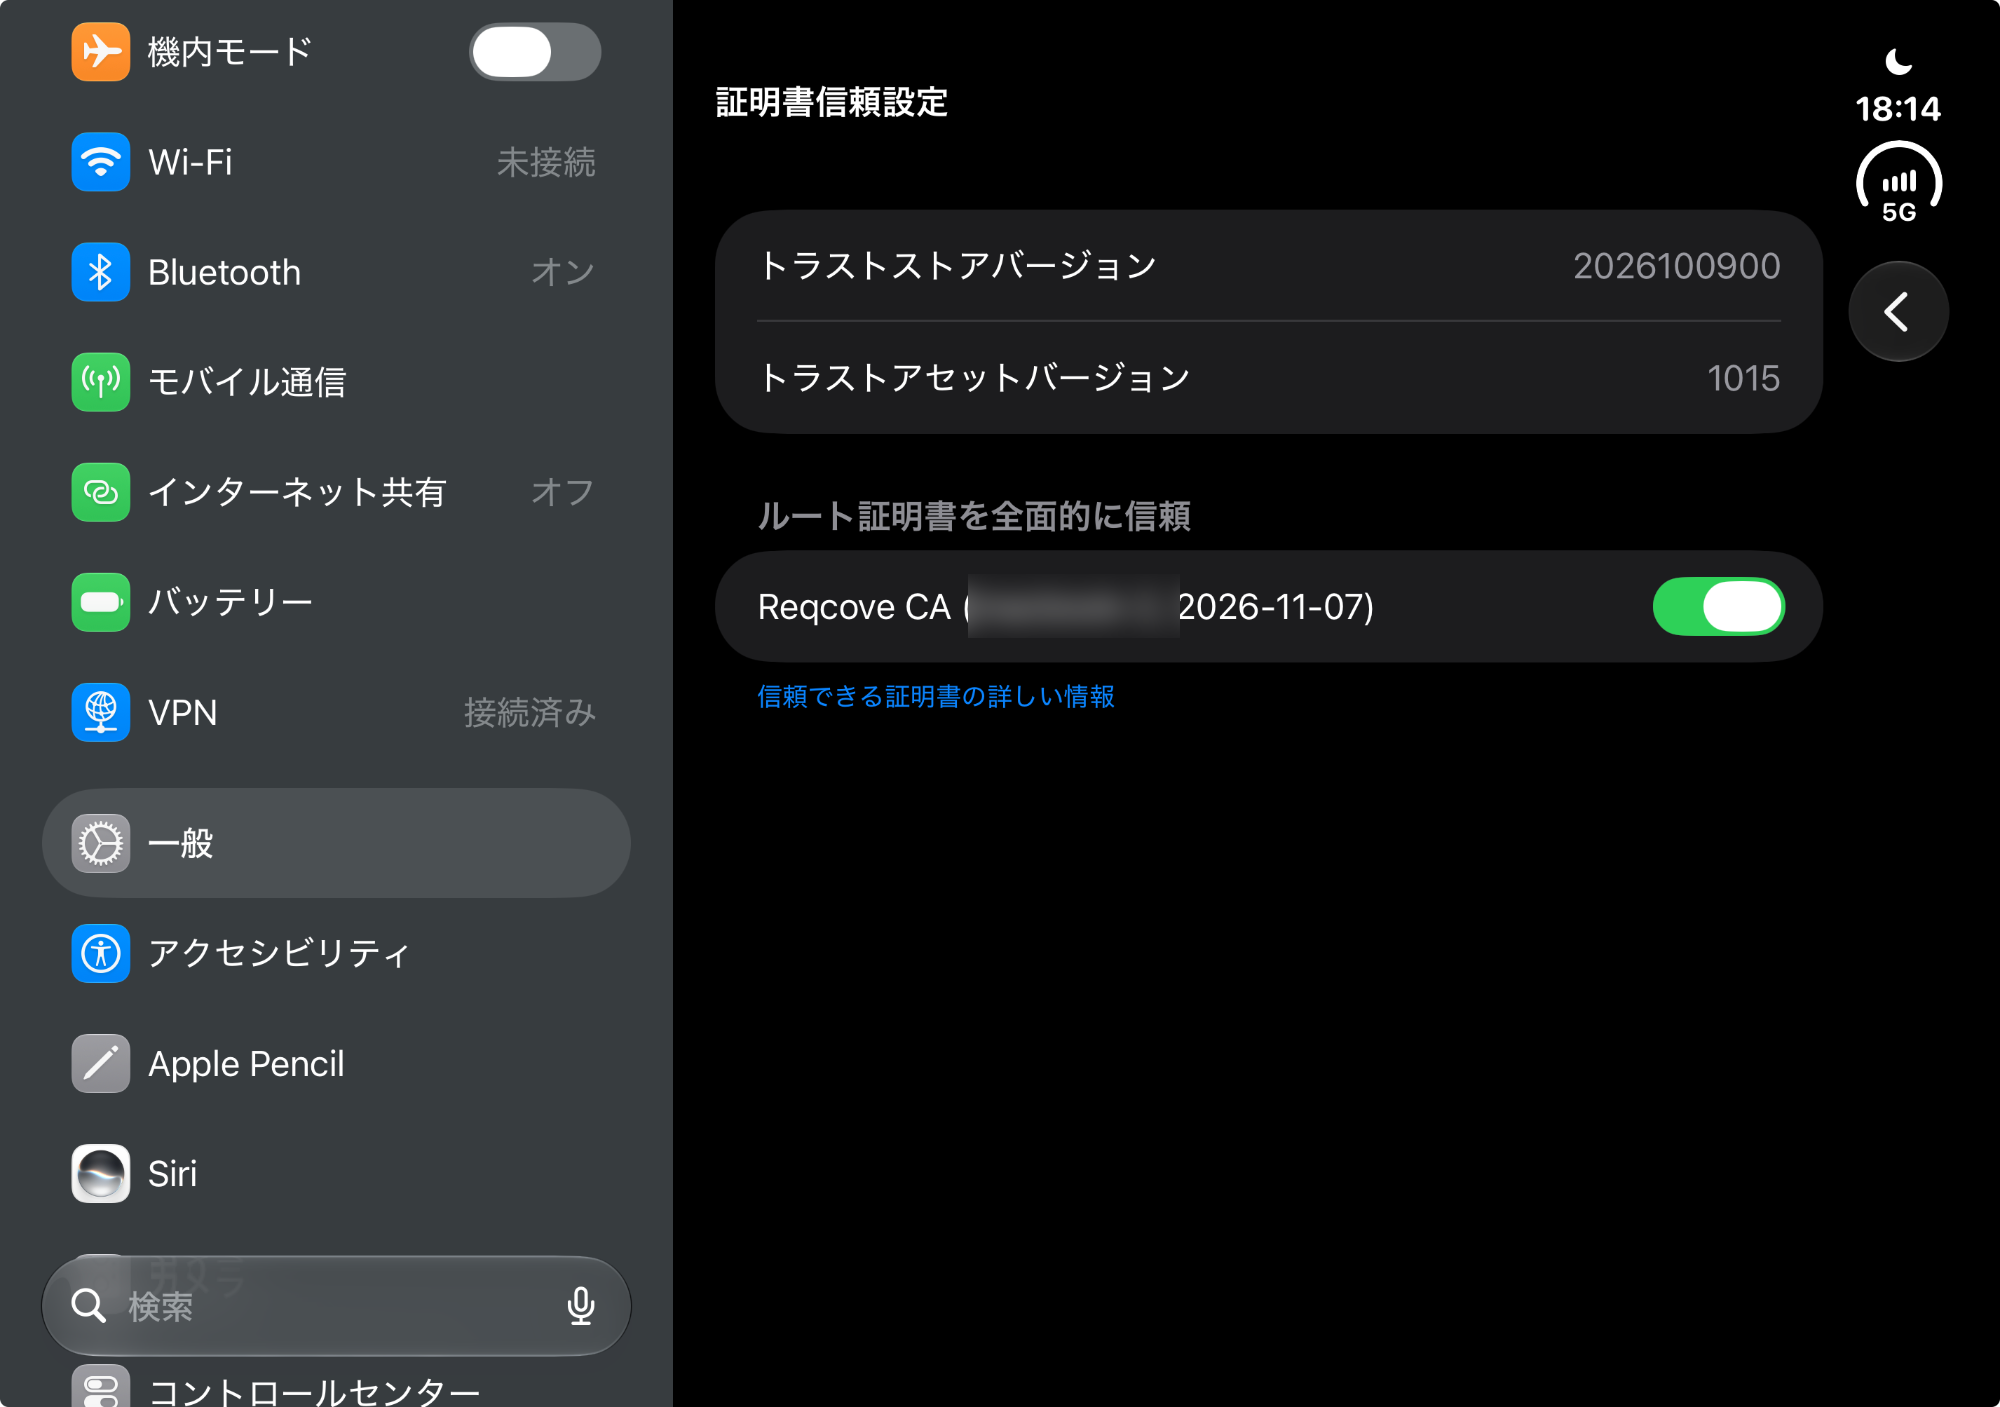 機内モード
Wi-Fi 未接続
Bluetooth オン
モバイル通信
インターネット共有 オフ
バッテリー
VPN 接続済み
一般
アクセシビリティ
Apple Pencil
Siri
検索
コントロールセンター
証明書信頼設定
トラストストアバージョン 2026100900
トラストアセットバージョン 1015
ルート証明書を全面的に信頼
Reqcove CA ( 2026-11-07)
信頼できる証明書の詳しい情報
18:14
5G